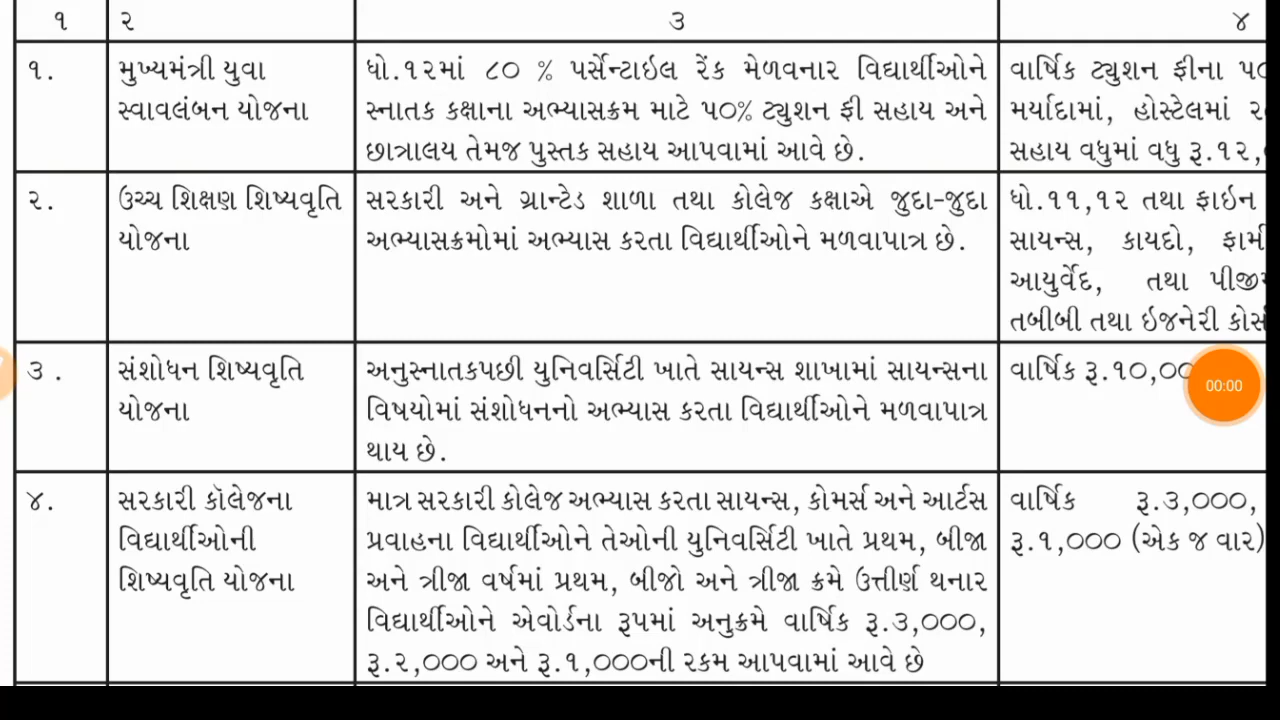 ૧ ૨ ૩ ૪
૧. મુખ્યમંત્રી યુવા
સ્વાવલંબન યોજના
ધો.૧૨માં ૮૦ % પર્સેન્ટાઇલ રેંક મેળવનાર વિદ્યાર્થીઓને
સ્નાતક કક્ષાના અભ્યાસક્રમ માટે ૫૦% ટ્યુશન ફી સહાય અને
છાત્રાલય તેમજ પુસ્તક સહાય આપવામાં આવે છે.
વાર્ષિક ટ્યુશન ફીના ૫૦
મર્યાદામાં, હોસ્ટેલમાં
સહાય વધુમાં વધુ રૂ.૧૨,
૨. ઉચ્ચ શિક્ષણ શિષ્યવૃતિ
યોજના
સરકારી અને ગ્રાન્ટેડ શાળા તથા કોલેજ કક્ષાએ જુદા-જુદા
અભ્યાસક્રમોમાં અભ્યાસ કરતા વિદ્યાર્થીઓને મળવાપાત્ર છે.
ધો.૧૧,૧૨ તથા ફાઇન
સાયન્સ, કાયદો,
આયુર્વેદ, તથા
તબીબી તથા ઇજનેરી
૩. સંશોધન શિષ્યવૃતિ
યોજના
અનુસ્નાતકપછી યુનિવર્સિટી ખાતે સાયન્સ શાખામાં સાયન્સના
વિષયોમાં સંશોધનનો અભ્યાસ કરતા વિદ્યાર્થીઓને મળવાપાત્ર
થાય છે.
વાર્ષિક રૂ.૧૦,૦૦
00:00
૪. સરકારી કૉલેજના
વિદ્યાર્થીઓની
શિષ્યવૃતિ યોજના
માત્ર સરકારી કોલેજ અભ્યાસ કરતા સાયન્સ, કોમર્સ અને આર્ટસ
પ્રવાહના વિદ્યાર્થીઓને તેઓની યુનિવર્સિટી ખાતે પ્રથમ, બીજા
અને ત્રીજા વર્ષમાં પ્રથમ, બીજો અને ત્રીજા ક્રમે ઉત્તીર્ણ થનાર
વિદ્યાર્થીઓને એવોર્ડના રૂપમાં અનુક્રમે વાર્ષિક રૂ.૩,૦૦૦,
રૂ.૨,૦૦૦ અને રૂ.૧,૦૦૦ની રકમ આપવામાં આવે છે
વાર્ષિક રૂ.૩,૦૦૦,
રૂ.૧,૦૦૦ (એક જ વાર)